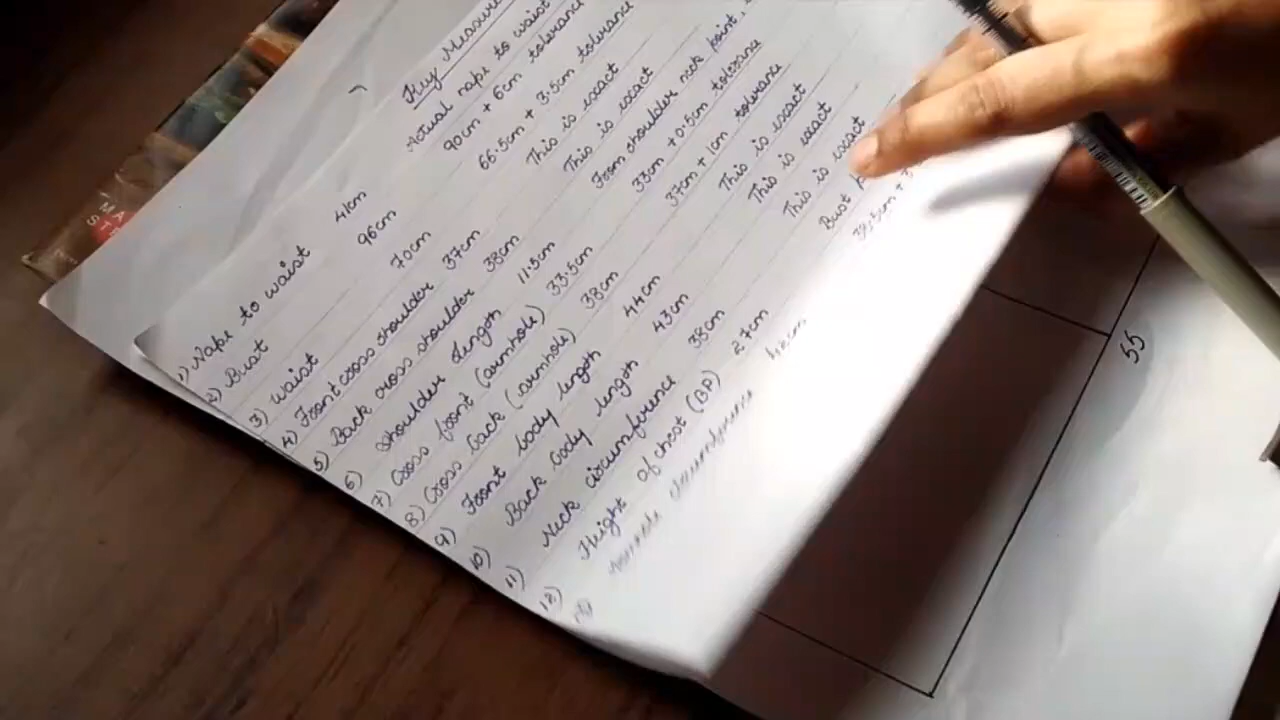 Key Measure
1) Nape to waist 41cm Actual nape to waist
2) Bust 96cm 90cm + 6cm tolerance
3) Waist 70cm 66.5cm + 3.5cm tolerance
4) Front cross shoulder 37cm This is exact
5) Back cross shoulder 38cm This is exact
6) shoulder length 11.5cm From shoulder neck point,
7) Cross front (armhole) 33.5cm 33cm + 0.5cm tolerance
8) Cross back (armhole) 38cm 37cm + 1cm tolerance
9) Front body length 44cm This is exact
10) Back body length 43cm This is exact
11) Neck circumference 38cm This is exact
12) Height of chest (BP) 27cm Bust
55
MA
ST